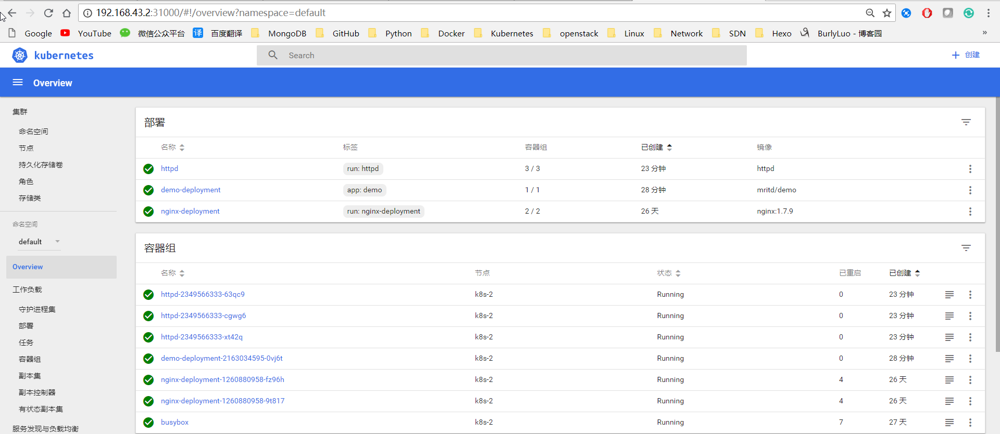 192.168.43.2:31000/#!/overview?namespace=default
Google YouTube 微信公众平台 译 百度翻译 MongoDB GitHub Python Docker Kubernetes openstack Linux Network SDN Hexo BurlyLuo - 博客园 »
kubernetes Search + 创建
Overview
集群
命名空间
节点
持久化存储卷
角色
存储类
命名空间
default
Overview
工作负载
守护进程集
部署
任务
容器组
副本集
副本控制器
有状态副本集
服务发现与负载均衡
部署
名称 标签 容器组 已创建 镜像
httpd run: httpd 3 / 3 23 分钟 httpd
demo-deployment app: demo 1 / 1 28 分钟 mritd/demo
nginx-deployment run: nginx-deployment 2 / 2 26 天 nginx:1.7.9
容器组
名称 节点 状态 已重启 已创建
httpd-2349566333-63qc9 k8s-2 Running 0 23 分钟
httpd-2349566333-cgwg6 k8s-2 Running 0 23 分钟
httpd-2349566333-xt42q k8s-2 Running 0 23 分钟
demo-deployment-2163034595-0vj6t k8s-2 Running 0 28 分钟
nginx-deployment-1260880958-fz96h k8s-2 Running 4 26 天
nginx-deployment-1260880958-9t817 k8s-2 Running 4 26 天
busybox k8s-2 Running 7 27 天